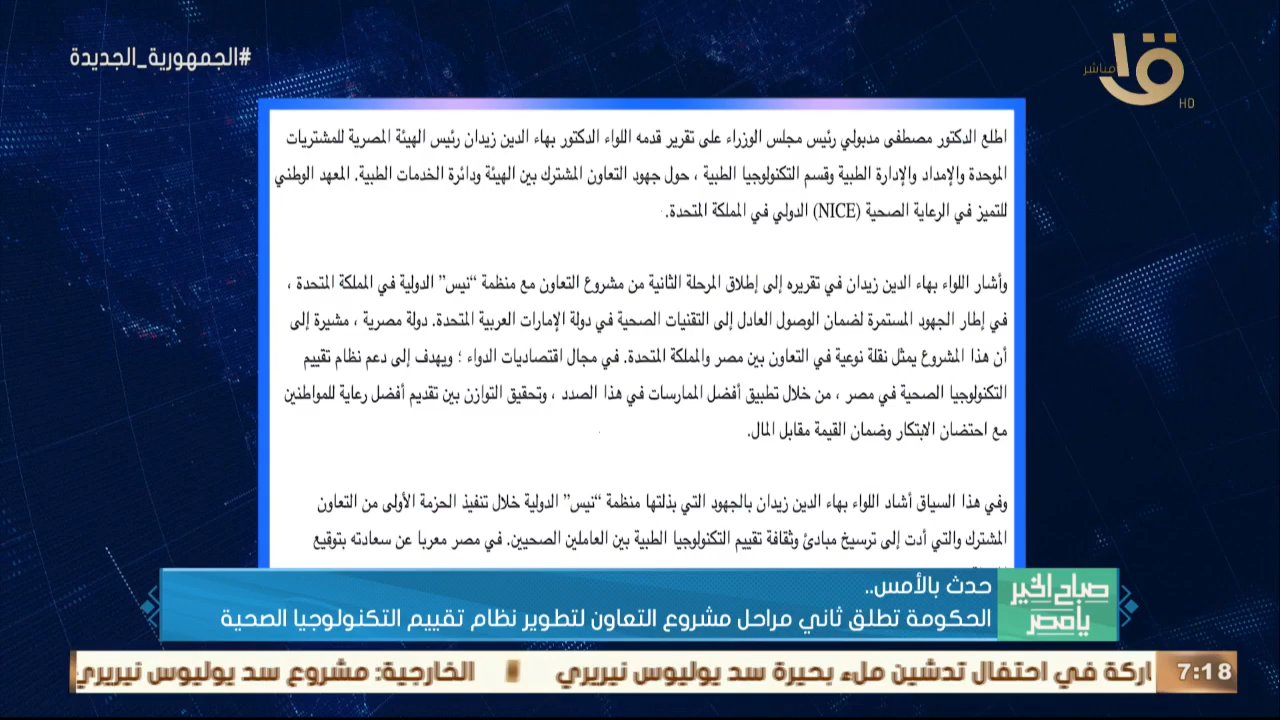 #الجمهورية_الجديدة
مباشر
HD
اطلع الدكتور مصطفى مدبولي رئيس مجلس الوزراء على تقرير قدمه اللواء الدكتور بهاء الدين زيدان رئيس الهيئة المصرية للمشتريات
الموحدة والإمداد والإدارة الطبية وقسم التكنولوجيا الطبية ، حول جهود التعاون المشترك بين الهيئة ودائرة الخدمات الطبية. المعهد الوطني
للتميز في الرعاية الصحية (NICE) الدولي في المملكة المتحدة.
وأشار اللواء بهاء الدين زيدان في تقريره إلى إطلاق المرحلة الثانية من مشروع التعاون مع منظمة “نيس” الدولية في المملكة المتحدة ،
في إطار الجهود المستمرة لضمان الوصول العادل إلى التقنيات الصحية في دولة الإمارات العربية المتحدة. دولة مصرية ، مشيرة إلى
أن هذا المشروع يمثل نقلة نوعية في التعاون بين مصر والمملكة المتحدة. في مجال اقتصاديات الدواء ؛ ويهدف إلى دعم نظام تقييم
التكنولوجيا الصحية في مصر ، من خلال تطبيق أفضل الممارسات في هذا الصدد ، وتحقيق التوازن بين تقديم أفضل رعاية للمواطنين
مع احتضان الابتكار وضمان القيمة مقابل المال.
وفي هذا السياق أشاد اللواء بهاء الدين زيدان بالجهود التي بذلتها منظمة “نيس” الدولية خلال تنفيذ الحزمة الأولى من التعاون
المشترك والتي أدت إلى ترسيخ مبادئ وثقافة تقييم التكنولوجيا الطبية بين العاملين الصحيين. في مصر معربا عن سعادته بتوقيع
صباح الخير
يا مصر
حدث بالأمس..
الحكومة تطلق ثاني مراحل مشروع التعاون لتطوير نظام تقييم التكنولوجيا الصحية
7:18
اركة في احتفال تدشين ملء بحيرة سد يوليوس نيريري
الخارجية: مشروع سد يوليوس نيريري